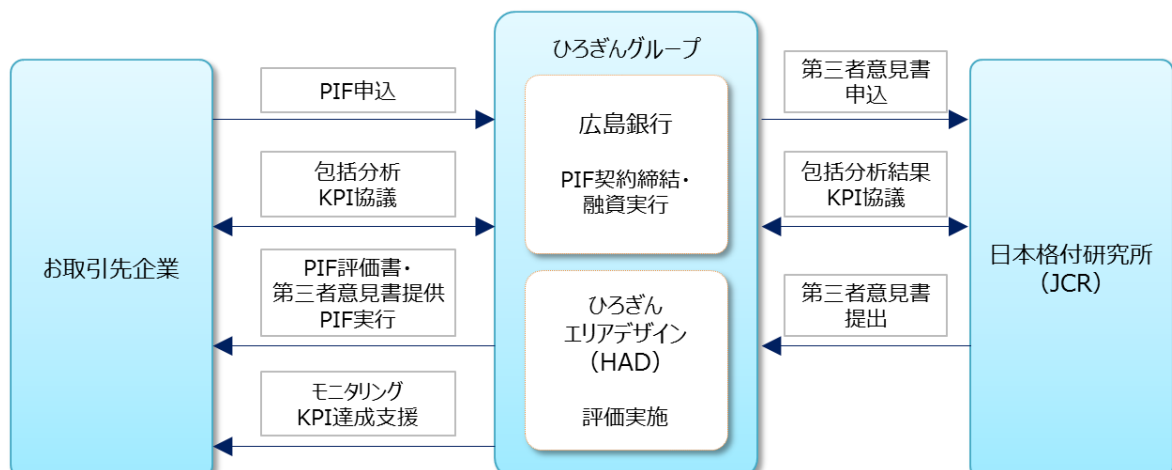 お取引先企業
PIF申込
包括分析
KPI協議
PIF評価書・
第三者意見書提供
PIF実行
モニタリング
KPI達成支援
ひろぎんグループ
広島銀行
PIF契約締結・
融資実行
ひろぎん
エリアデザイン
（HAD）
評価実施
第三者意見書
申込
包括分析結果
KPI協議
第三者意見書
提出
日本格付研究所
（JCR）